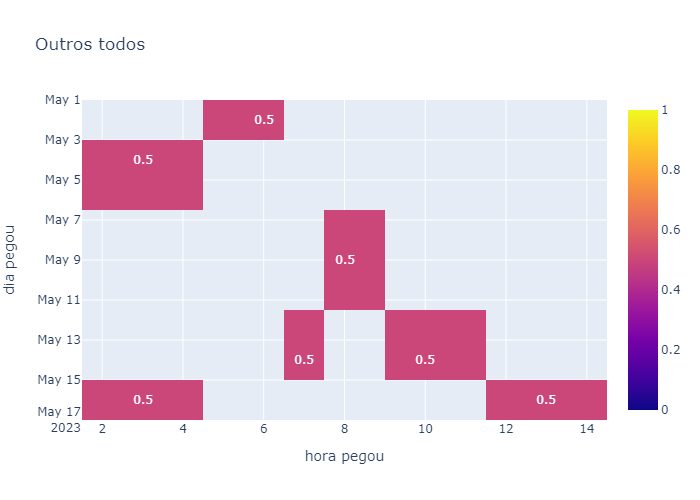 Outros todos
May 1
May 3
May 5
May 7
May 9
May 11
May 13
May 15
May 17
2023
dia pegou
0.5
0.5
0.5
0.5
0.5
0.5
0.5
2
4
6
8
10
12
14
hora pegou
1
0.8
0.6
0.4
0.2
0